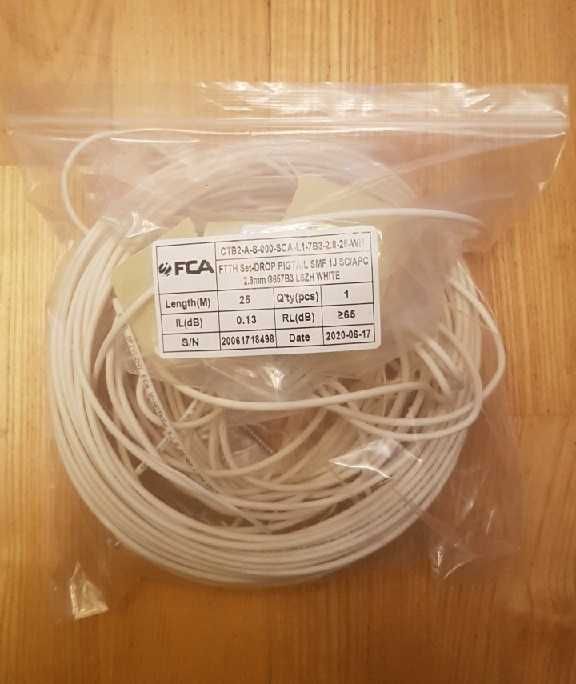 FCA
CTB2-A-S-000-SCA-L1-7B3-2.8-25-WH
FTTH Set-DROP PIGTAIL SMF 1J SC/APC
2.8mm G657B3 LSZH WHITE
Length(M) 25 Q'ty(pcs) 1
IL(dB) 0.13 RL(dB) ≥65
S/N 20061718498 Date 2020-06-17